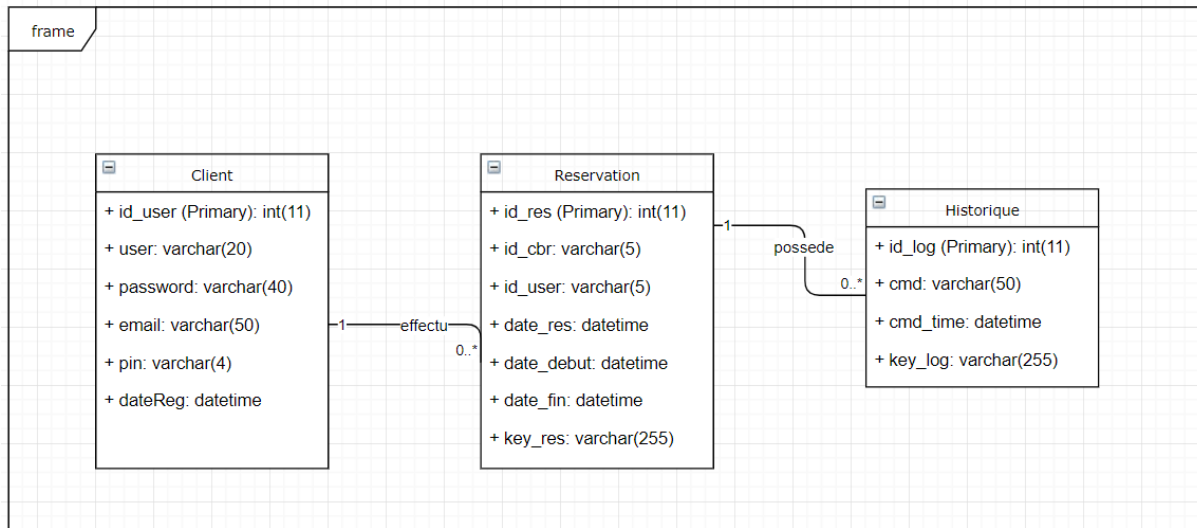 frame
Client
+ id_user (Primary): int(11)
+ user: varchar(20)
+ password: varchar(40)
+ email: varchar(50)
+ pin: varchar(4)
+ dateReg: datetime
1
effectu
0..*
Reservation
+ id_res (Primary): int(11)
+ id_cbr: varchar(5)
+ id_user: varchar(5)
+ date_res: datetime
+ date_debut: datetime
+ date_fin: datetime
+ key_res: varchar(255)
1
possede
0..*
Historique
+ id_log (Primary): int(11)
+ cmd: varchar(50)
+ cmd_time: datetime
+ key_log: varchar(255)